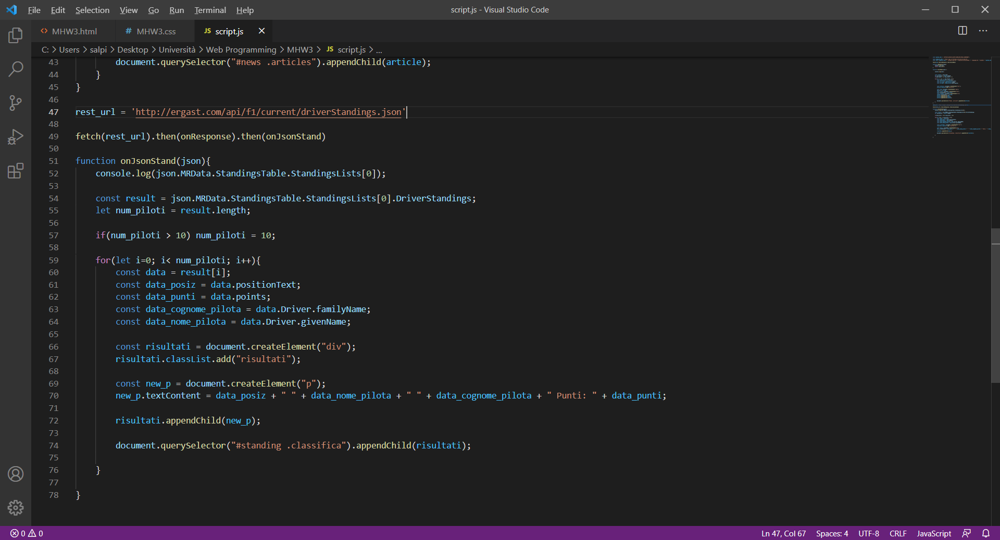 File Edit Selection View Go Run Terminal Help script.js - Visual Studio Code
MHW3.html # MHW3.css JS script.js
C: > Users > salpi > Desktop > Università > Web Programming > MHW3 > JS script.js > ...
43 document.querySelector("#news .articles").appendChild(article);
44 }
45 }
46
47 rest_url = 'http://ergast.com/api/f1/current/driverStandings.json'
48
49 fetch(rest_url).then(onResponse).then(onJsonStand)
50
51 function onJsonStand(json){
52 console.log(json.MRData.StandingsTable.StandingsLists[0]);
53
54 const result = json.MRData.StandingsTable.StandingsLists[0].DriverStandings;
55 let num_piloti = result.length;
56
57 if(num_piloti > 10) num_piloti = 10;
58
59 for(let i=0; i< num_piloti; i++){
60 const data = result[i];
61 const data_posiz = data.positionText;
62 const data_punti = data.points;
63 const data_cognome_pilota = data.Driver.familyName;
64 const data_nome_pilota = data.Driver.givenName;
65
66 const risultati = document.createElement("div");
67 risultati.classList.add("risultati");
68
69 const new_p = document.createElement("p");
70 new_p.textContent = data_posiz + " " + data_nome_pilota + " " + data_cognome_pilota + " Punti: " + data_punti;
71
72 risultati.appendChild(new_p);
73
74 document.querySelector("#standing .classifica").appendChild(risultati);
75
76 }
77
78 }
0 0 Ln 47, Col 67 Spaces: 4 UTF-8 CRLF JavaScript